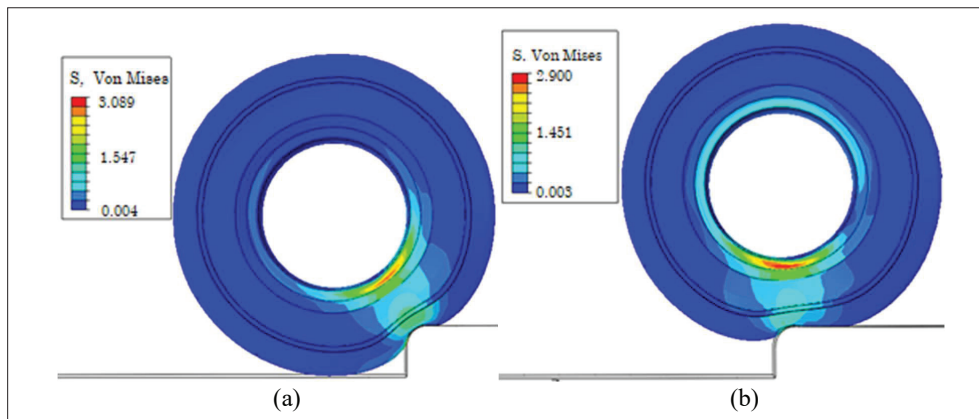 S, Von Mises
3.089
1.547
0.004
(a)
S. Von Mises
2.900
1.451
0.003
(b)